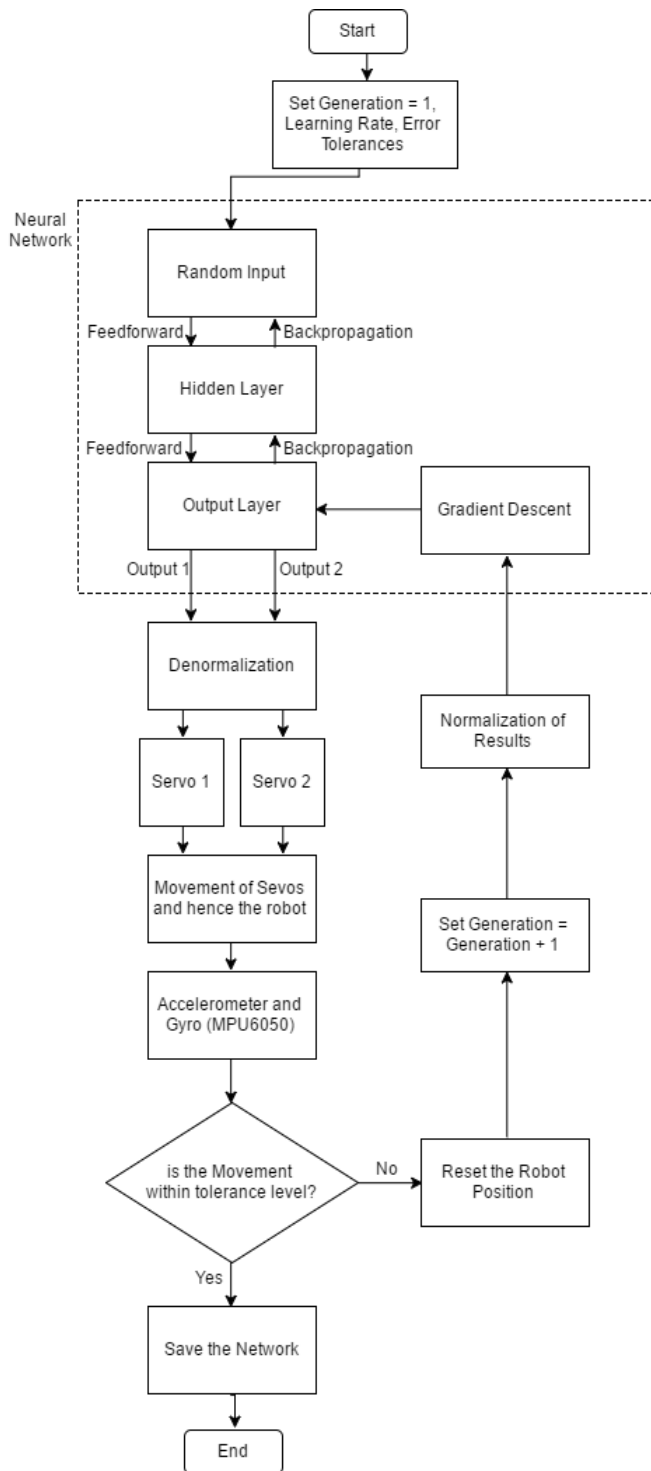 Start
Set Generation = 1,
Learning Rate, Error
Tolerances
Neural
Network
Random Input
Feedforward
Backpropagation
Hidden Layer
Feedforward
Backpropagation
Output Layer
Gradient Descent
Output 1
Output 2
Denormalization
Normalization of
Results
Servo 1
Servo 2
Movement of Sevos
and hence the robot
Set Generation =
Generation + 1
Accelerometer and
Gyro (MPU6050)
is the Movement
within tolerance level?
No
Reset the Robot
Position
Yes
Save the Network
End